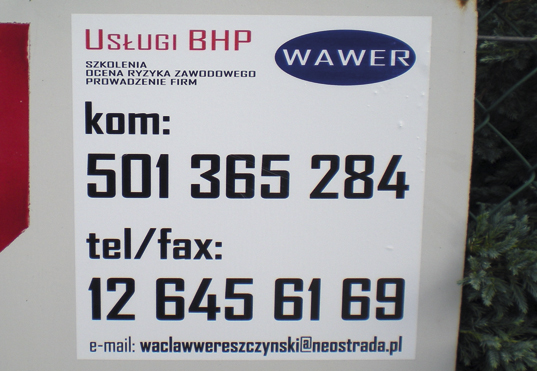 USŁUGI BHP
WAWER
SZKOLENIA
OCENA RYZYKA ZAWODOWEGO
PROWADZENIE FIRM
kom:
501 365 284
tel/fax:
12 645 61 69
e-mail: waclawwereszczynski@neostrada.pl